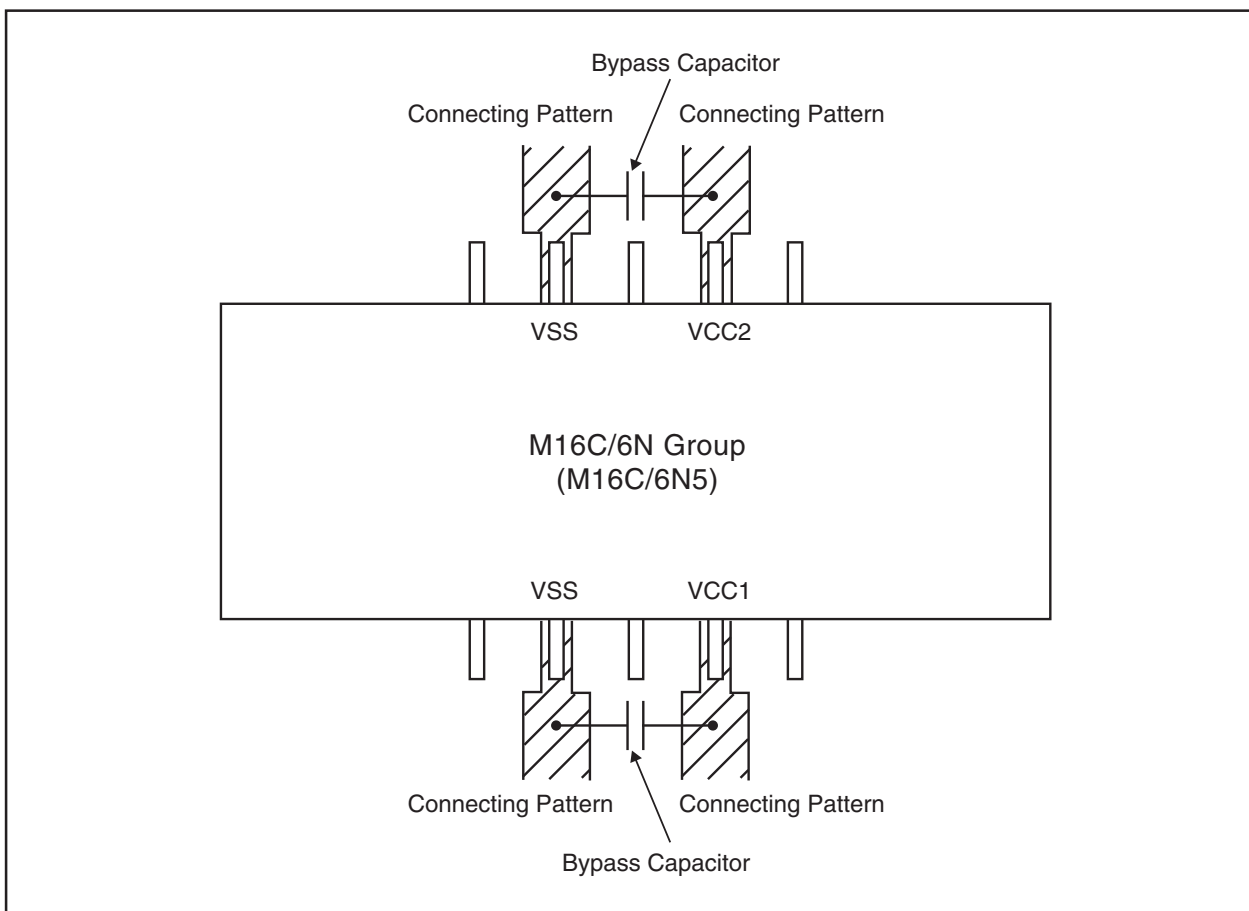 Bypass Capacitor
Connecting Pattern
Connecting Pattern
VSS
VCC2
M16C/6N Group
(M16C/6N5)
VSS
VCC1
Connecting Pattern
Connecting Pattern
Bypass Capacitor